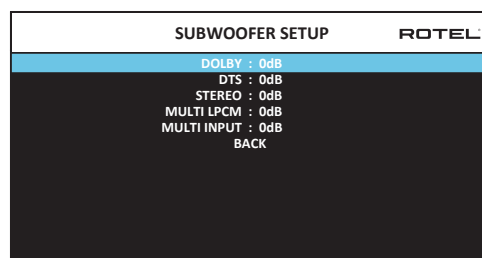 SUBWOOFER SETUP ROTEL
DOLBY : 0dB
DTS : 0dB
STEREO : 0dB
MULTI LPCM : 0dB
MULTI INPUT : 0dB
BACK